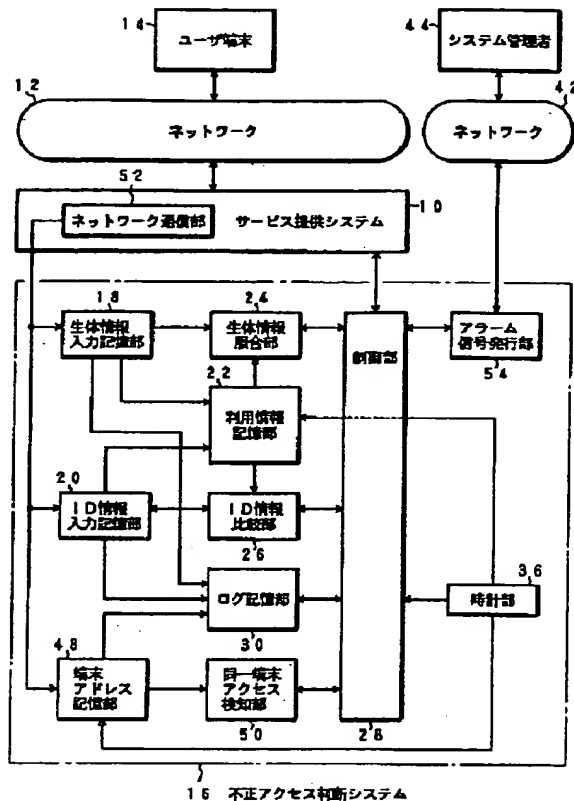 14
ユーザ端末
44
システム管理者
12
ネットワーク
42
ネットワーク
52
ネットワーク通信部
サービス提供システム
10
18
生体情報
入力記憶部
24
生体情報
照合部
制御部
アラーム
信号発行部
54
22
利用情報
記憶部
20
ID情報
入力記憶部
ID情報
比較部
26
36
時計部
ログ記憶部
30
48
端末
アドレス
記憶部
同一端末
アクセス
検知部
50
28
16 不正アクセス判断システム